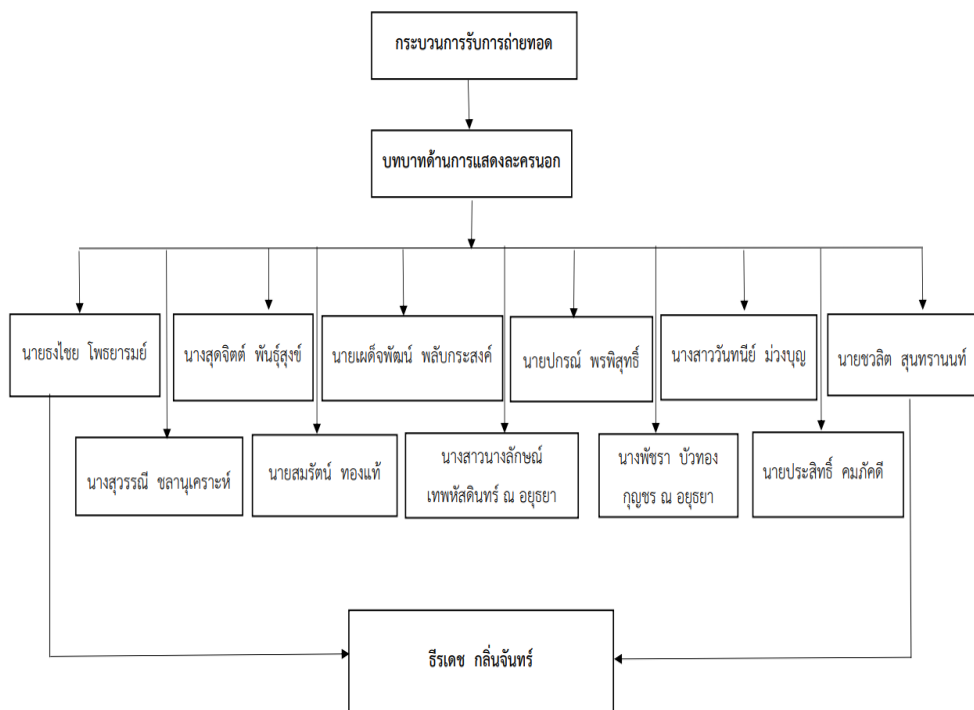 กระบวนการรับการถ่ายทอด
บทบาทด้านการแสดงละครนอก
นายธงไชย โพธยารมย์
นางสุดจิตต์ พันธุ์สุงข์
นายเผด็จพัฒน์ พลับกระสงค์
นายปกรณ์ พรพิสุทธิ์
นางสาววันทนีย์ ม่วงบุญ
นายชวลิต สุนทรานนท์
นางสุวรรณี ชลานุเคราะห์
นายสมรัตน์ ทองแท้
นางสาวนางลักษณ์
เทพหัสดินทร์ ณ อยุธยา
นางพัชรา บัวทอง
กุญชร ณ อยุธยา
นายประสิทธิ์ คมภัคดี
ธีรเดช กลิ่นจันทร์